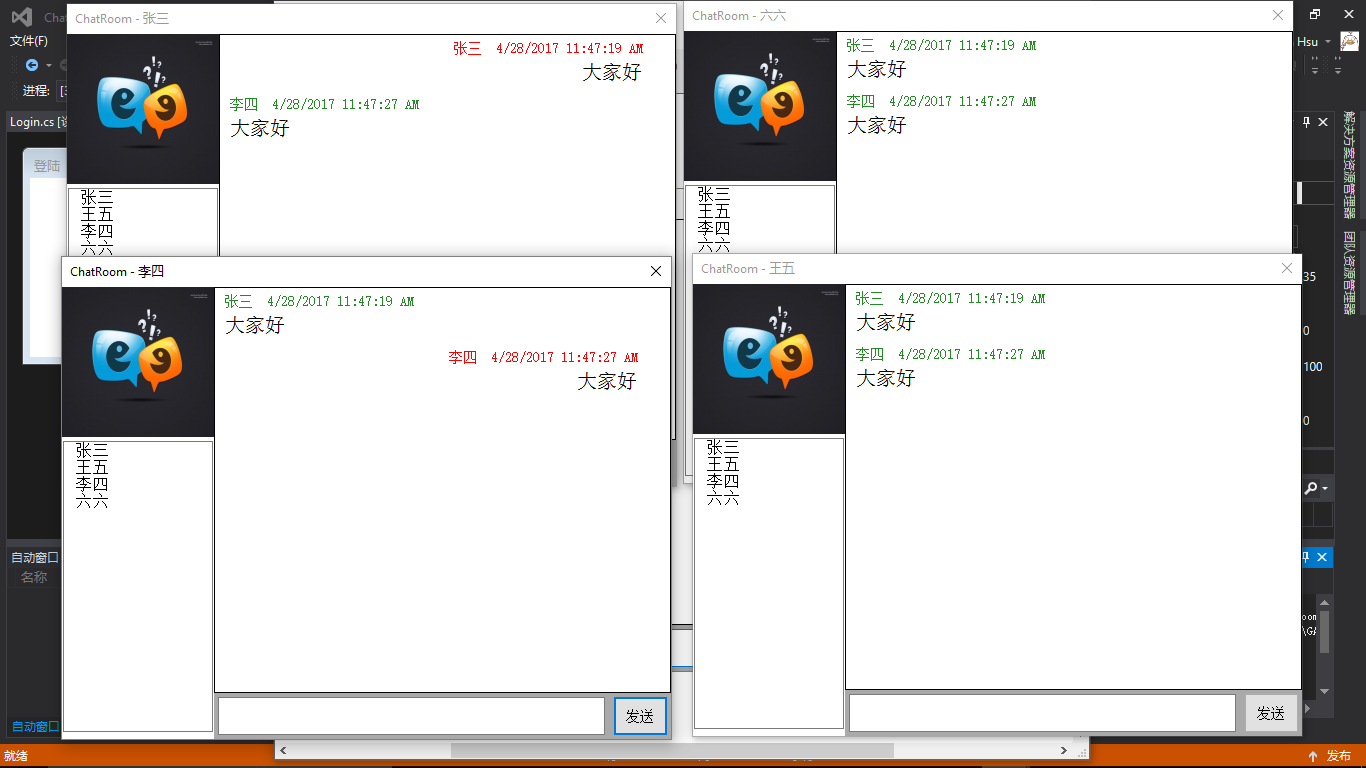 ChatRoom - 张三
张三 4/28/2017 11:47:19 AM
大家好
李四 4/28/2017 11:47:27 AM
大家好
张三
王五
李四
六六
ChatRoom - 六六
张三 4/28/2017 11:47:19 AM
大家好
李四 4/28/2017 11:47:27 AM
大家好
张三
王五
李四
六六
ChatRoom - 李四
张三 4/28/2017 11:47:19 AM
大家好
李四 4/28/2017 11:47:27 AM
大家好
张三
王五
李四
六六
发送
ChatRoom - 王五
张三 4/28/2017 11:47:19 AM
大家好
李四 4/28/2017 11:47:27 AM
大家好
张三
王五
李四
六六
发送
文件(F)
进程:
Login.cs
登陆
Hsu
解决方案资源管理器
团队资源管理器
35
0
100
0
自动窗口
名称
自动窗口
就绪
发布